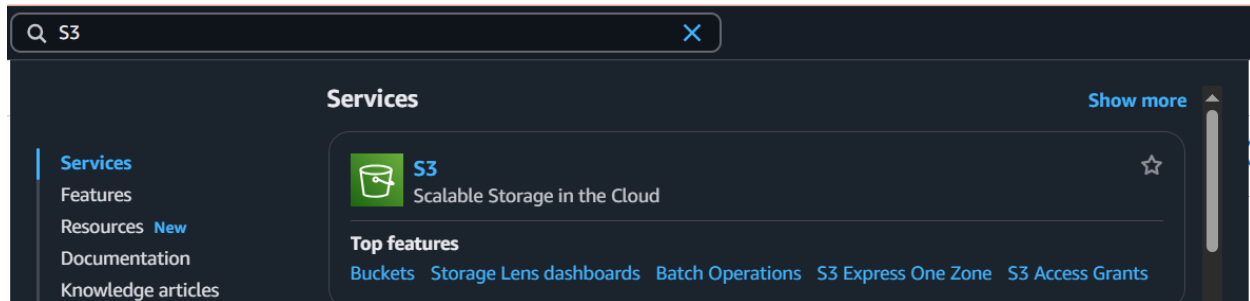 S3
Services
Show more
Services
Features
Resources New
Documentation
Knowledge articles
S3
Scalable Storage in the Cloud
Top features
Buckets Storage Lens dashboards Batch Operations S3 Express One Zone S3 Access Grants